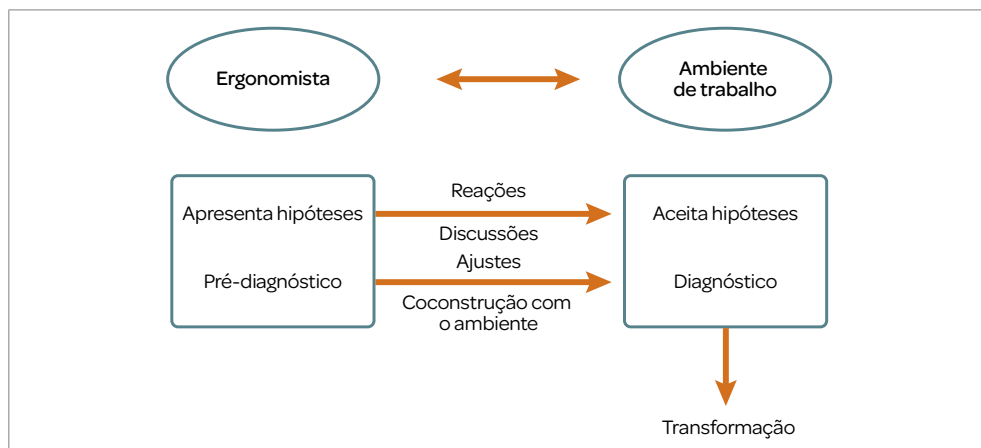 Ergonomista
Ambiente
de trabalho
Apresenta hipóteses
Pré-diagnóstico
Reações
Discussões
Ajustes
Coconstrução com
o ambiente
Aceita hipóteses
Diagnóstico
Transformação